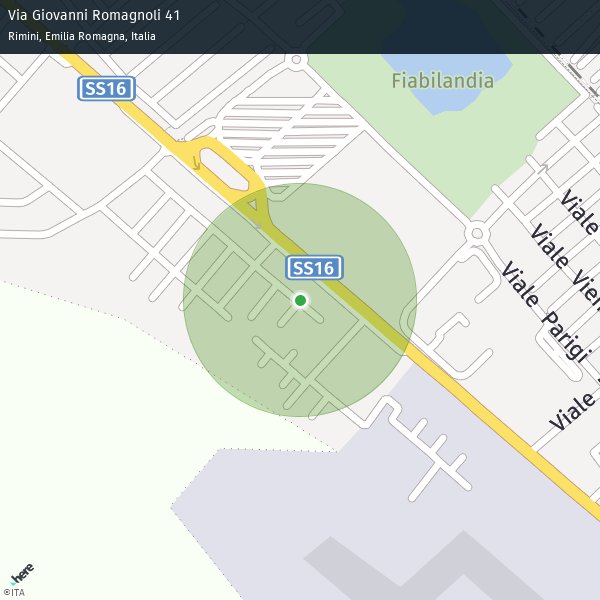 Via Giovanni Romagnoli 41
Rimini, Emilia Romagna, Italia
Fiabilandia
SS16
SS16
Viale
Viale Vien
Viale Parigi
Viale
here
©ITA